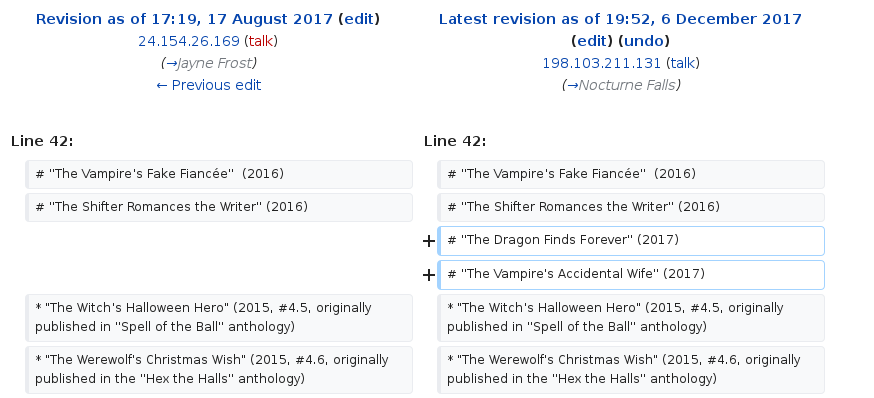 Revision as of 17:19, 17 August 2017 (edit)
24.154.26.169 (talk)
(→Jayne Frost)
← Previous edit
Latest revision as of 19:52, 6 December 2017
(edit) (undo)
198.103.211.131 (talk)
(→Nocturne Falls)
Line 42:
Line 42:
# "The Vampire's Fake Fiancée"  (2016)
# "The Vampire's Fake Fiancée"  (2016)
# "The Shifter Romances the Writer" (2016)
# "The Shifter Romances the Writer" (2016)
+ # "The Dragon Finds Forever" (2017)
+ # "The Vampire's Accidental Wife" (2017)
* "The Witch's Halloween Hero" (2015, #4.5, originally
published in "Spell of the Ball" anthology)
* "The Witch's Halloween Hero" (2015, #4.5, originally
published in "Spell of the Ball" anthology)
* "The Werewolf's Christmas Wish" (2015, #4.6, originally
published in the "Hex the Halls" anthology)
* "The Werewolf's Christmas Wish" (2015, #4.6, originally
published in the "Hex the Halls" anthology)